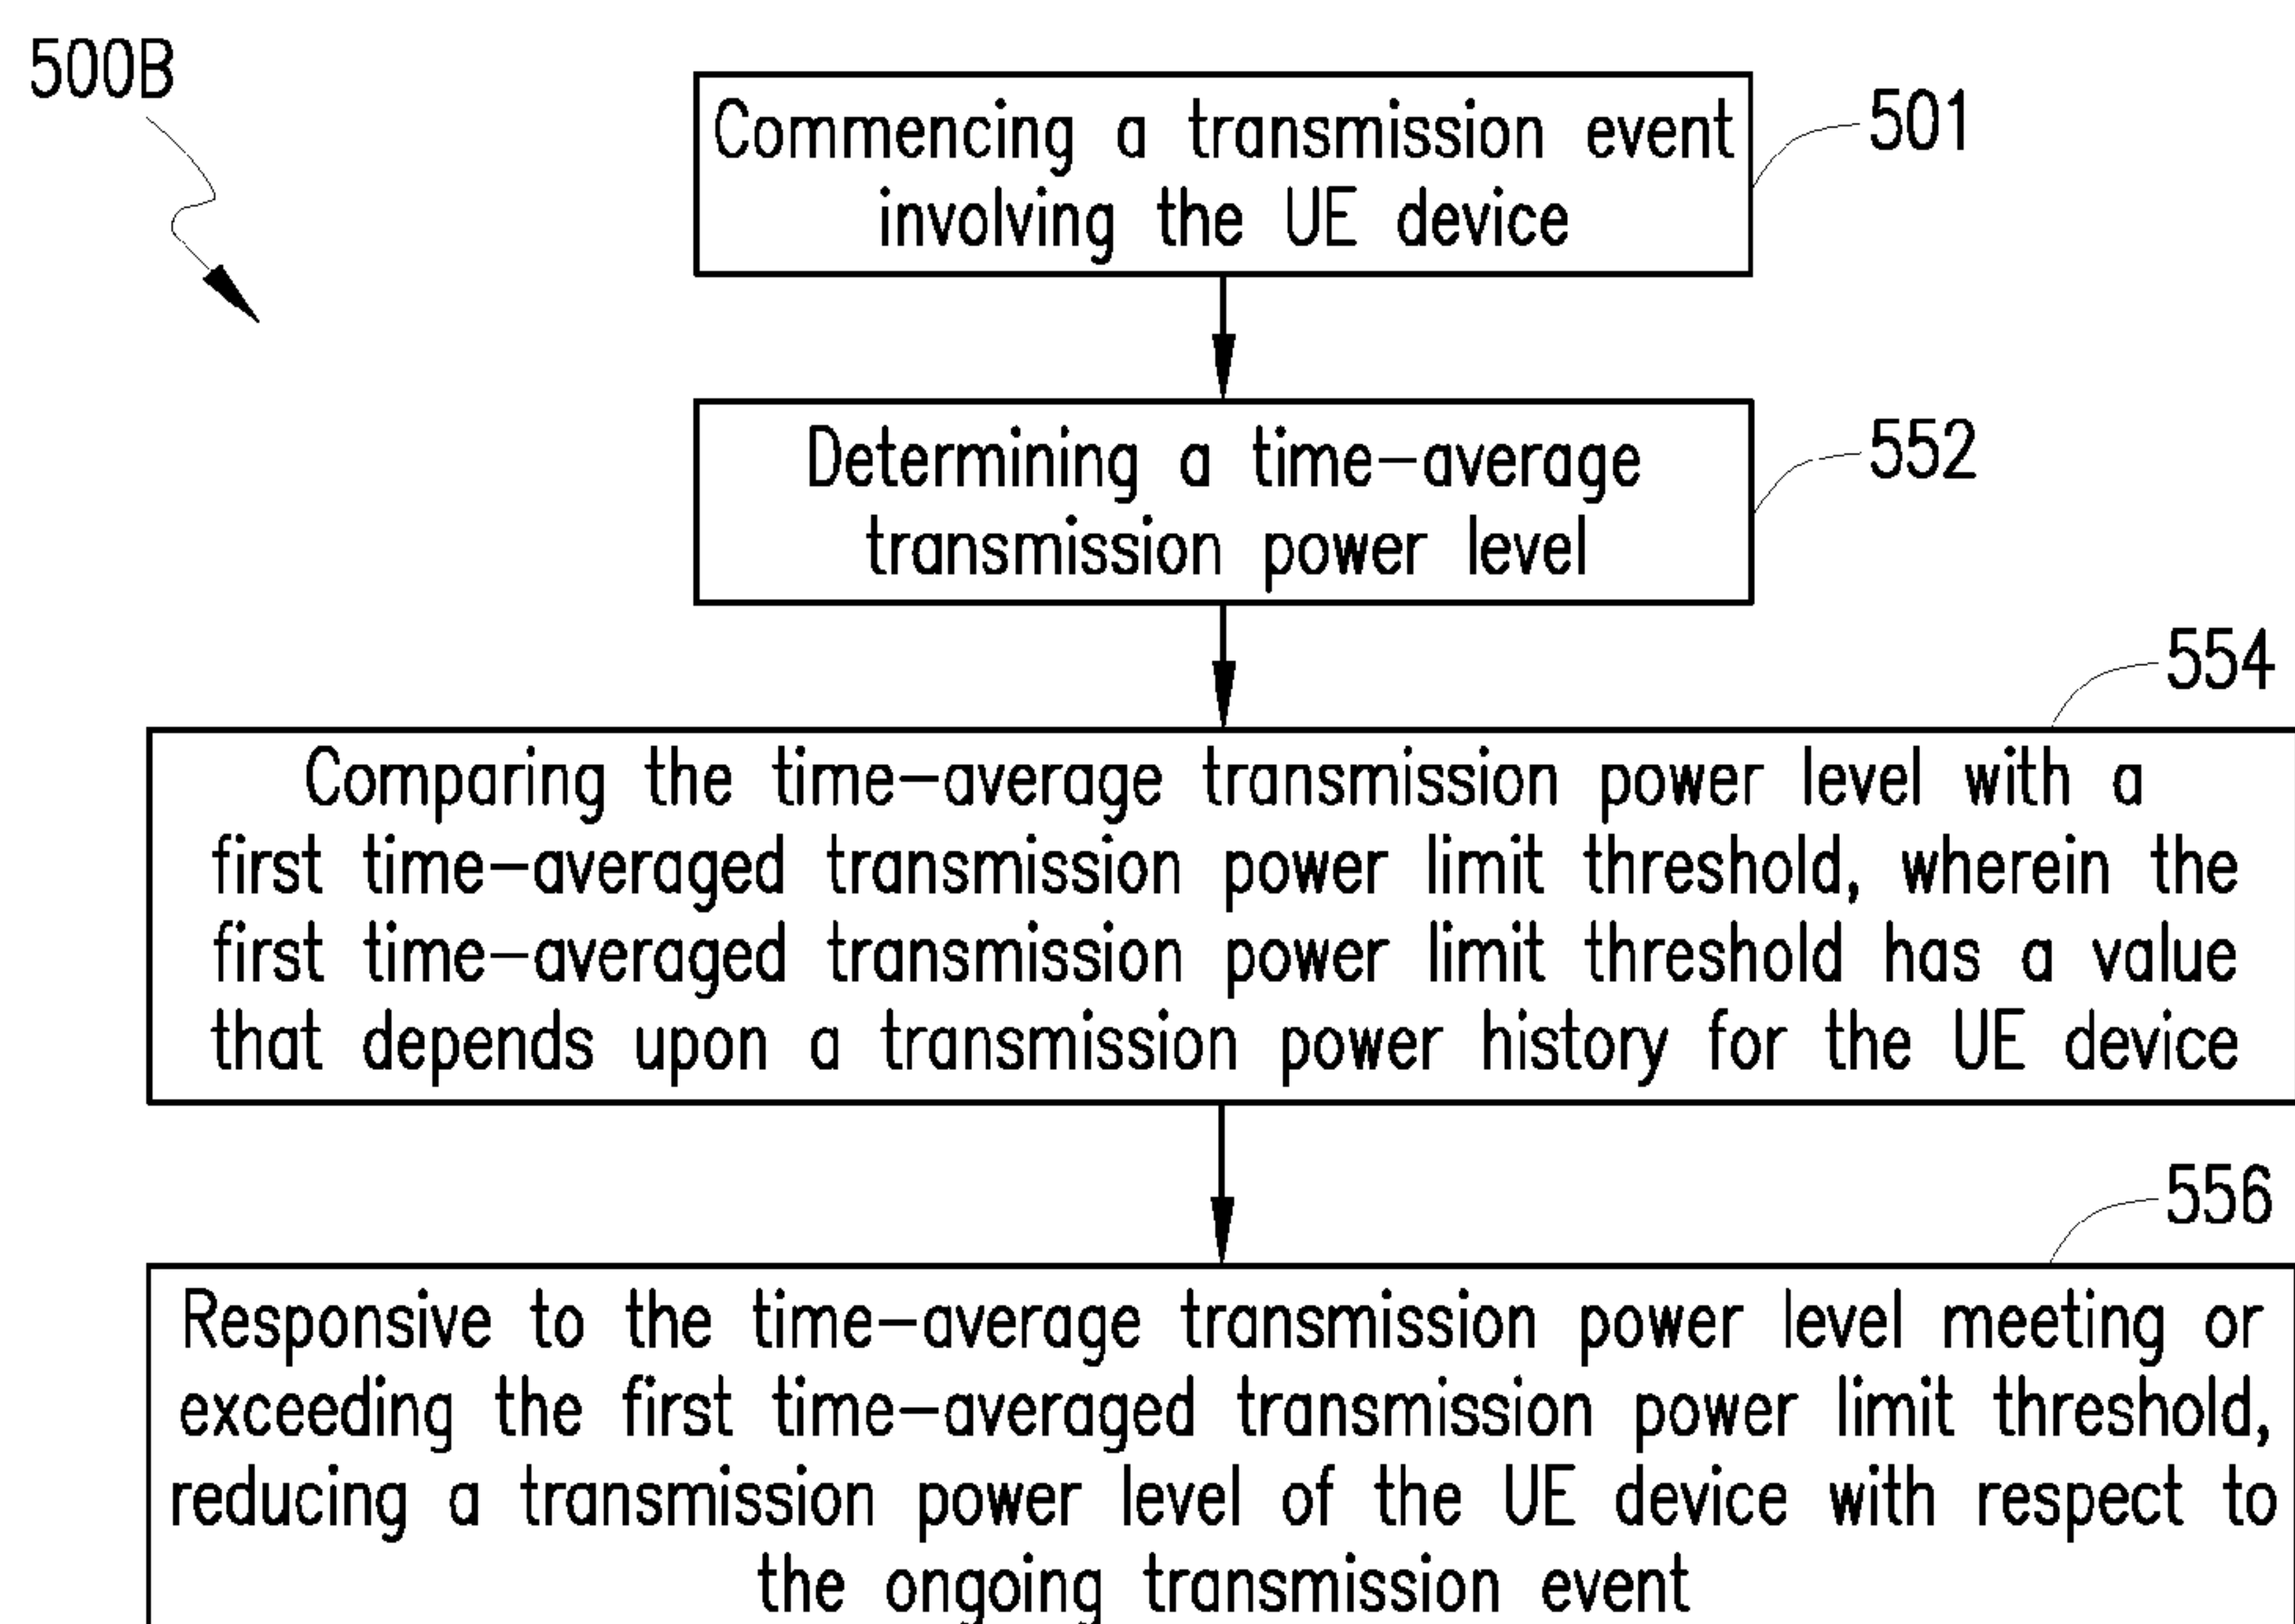 500B
Commencing a transmission event
involving the UE device
501
Determining a time-average
transmission power level
552
554
Comparing the time-average transmission power level with a
first time-averaged transmission power limit threshold, wherein the
first time-averaged transmission power limit threshold has a value
that depends upon a transmission power history for the UE device
556
Responsive to the time-average transmission power level meeting or
exceeding the first time-averaged transmission power limit threshold,
reducing a transmission power level of the UE device with respect to
the ongoing transmission event